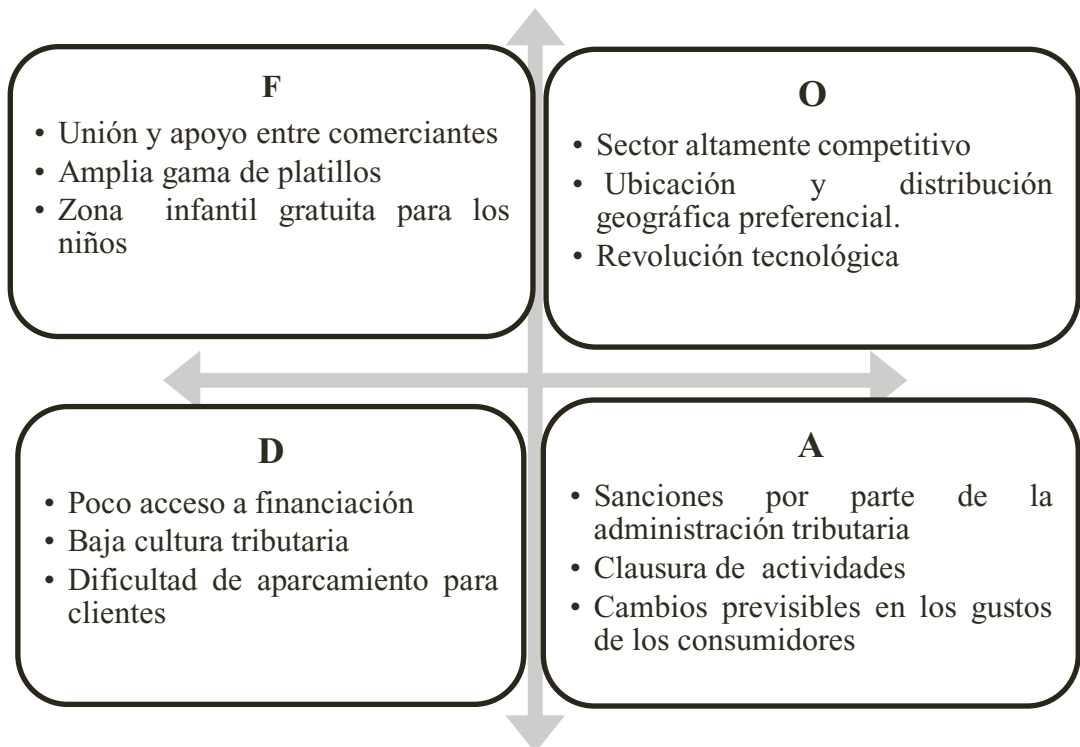 F
• Unión y apoyo entre comerciantes
• Amplia gama de platillos
• Zona infantil gratuita para los
niños
O
• Sector altamente competitivo
• Ubicación y distribución
geográfica preferencial.
• Revolución tecnológica
D
• Poco acceso a financiación
• Baja cultura tributaria
• Dificultad de aparcamiento para
clientes
A
• Sanciones por parte de la
administración tributaria
• Clausura de actividades
• Cambios previsibles en los gustos
de los consumidores